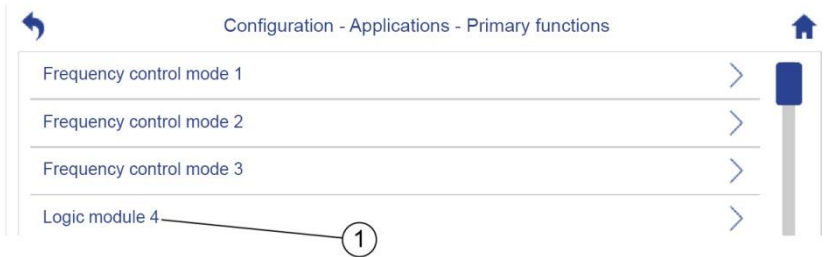 Configuration - Applications - Primary functions
Frequency control mode 1
Frequency control mode 2
Frequency control mode 3
Logic module 4
1